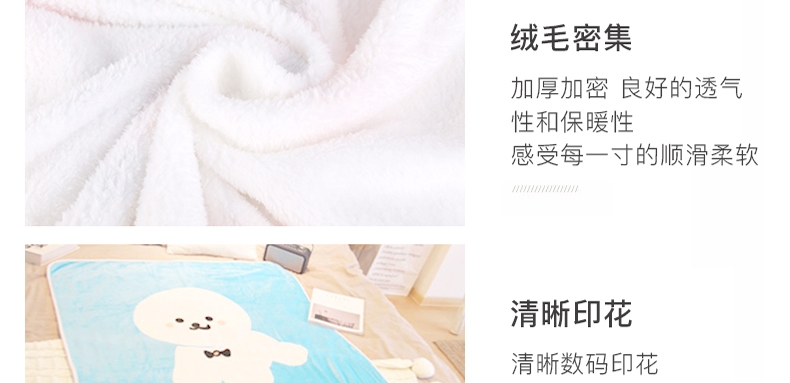 绒毛密集
加厚加密 良好的透气
性和保暖性
感受每一寸的顺滑柔软
清晰印花
清晰数码印花